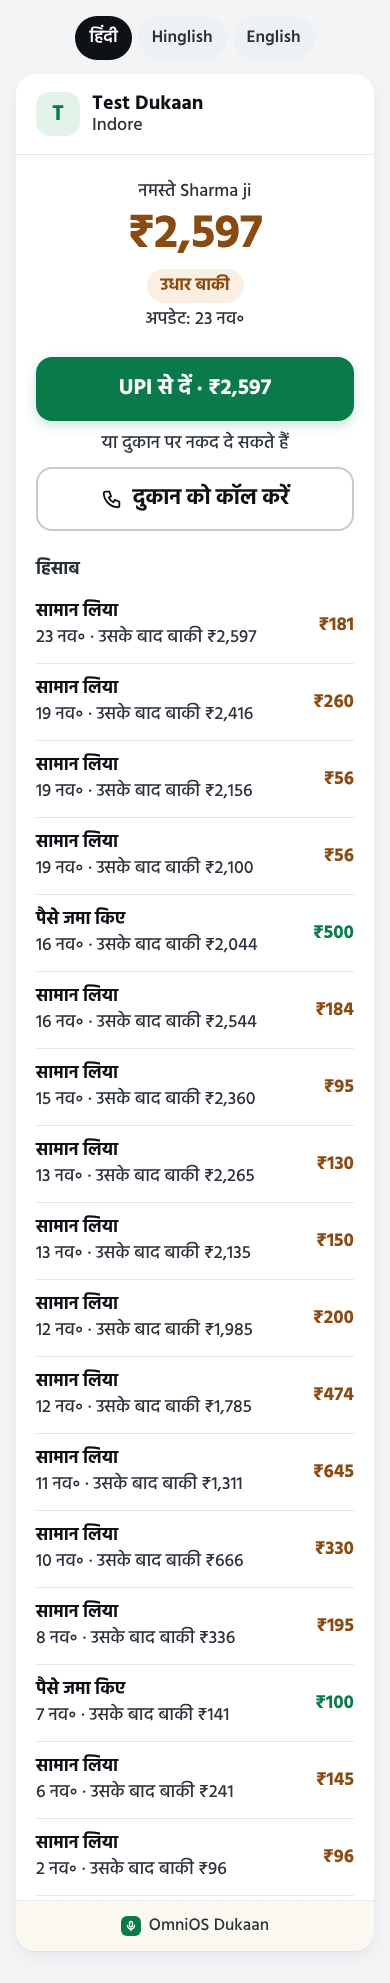 हिंदी
Hinglish
English
T
Test Dukaan
Indore
नमस्ते Sharma ji
₹2,597
उधार बाकी
अपडेट: 23 नव॰
UPI से दें · ₹2,597
या दुकान पर नकद दे सकते हैं
दुकान को कॉल करें
हिसाब
सामान लिया
₹181
23 नव॰ · उसके बाद बाकी ₹2,597
सामान लिया
₹260
19 नव॰ · उसके बाद बाकी ₹2,416
सामान लिया
₹56
19 नव॰ · उसके बाद बाकी ₹2,156
सामान लिया
₹56
19 नव॰ · उसके बाद बाकी ₹2,100
पैसे जमा किए
₹500
16 नव॰ · उसके बाद बाकी ₹2,044
सामान लिया
₹184
16 नव॰ · उसके बाद बाकी ₹2,544
सामान लिया
₹95
15 नव॰ · उसके बाद बाकी ₹2,360
सामान लिया
₹130
13 नव॰ · उसके बाद बाकी ₹2,265
सामान लिया
₹150
13 नव॰ · उसके बाद बाकी ₹2,135
सामान लिया
₹200
12 नव॰ · उसके बाद बाकी ₹1,985
सामान लिया
₹474
12 नव॰ · उसके बाद बाकी ₹1,785
सामान लिया
₹645
11 नव॰ · उसके बाद बाकी ₹1,311
सामान लिया
₹330
10 नव॰ · उसके बाद बाकी ₹666
सामान लिया
₹195
8 नव॰ · उसके बाद बाकी ₹336
पैसे जमा किए
₹100
7 नव॰ · उसके बाद बाकी ₹141
सामान लिया
₹145
6 नव॰ · उसके बाद बाकी ₹241
सामान लिया
₹96
2 नव॰ · उसके बाद बाकी ₹96
OmniOS Dukaan